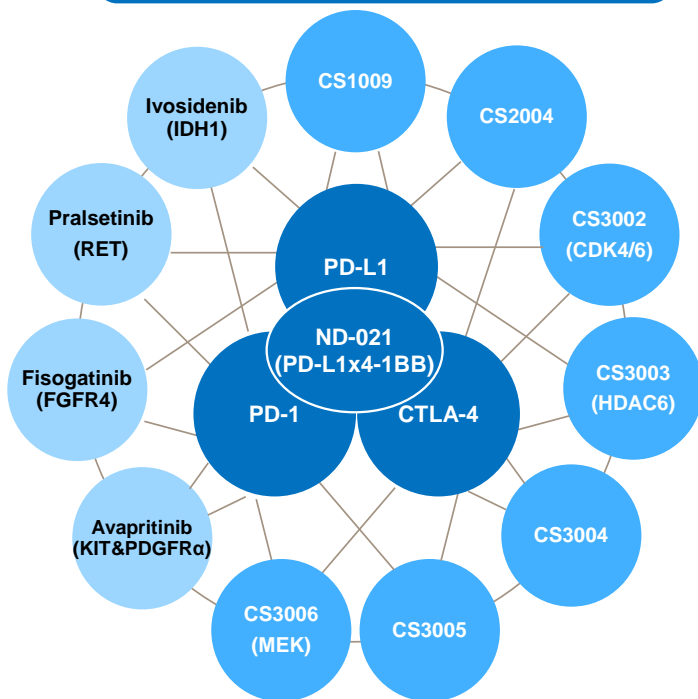 CS1009
Ivosidenib
(IDH1)
CS2004
Pralsetinib
(RET)
CS3002
(CDK4/6)
PD-L1
ND-021
(PD-L1x4-1BB)
Fisogatinib
(FGFR4)
CS3003
(HDAC6)
PD-1
CTLA-4
Avapritinib
(KIT&PDGFRα)
CS3004
CS3006
(MEK)
CS3005